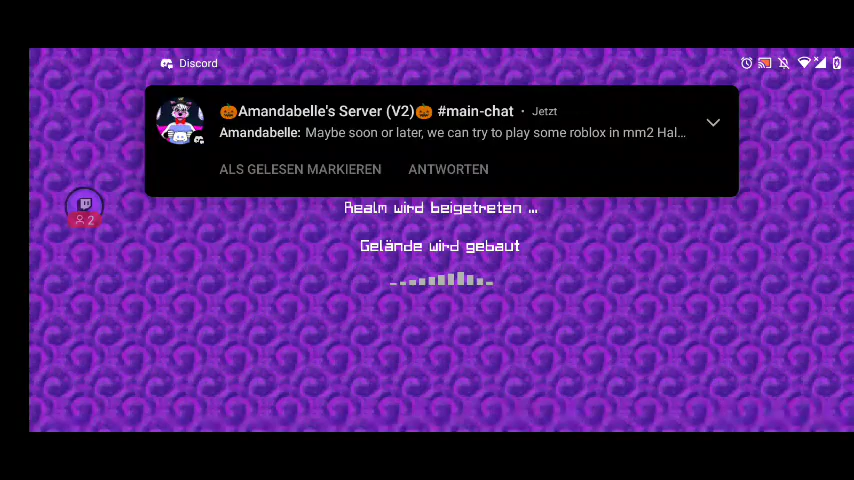 Discord
🎃Amandabelle's Server (V2)🎃 #main-chat · Jetzt
Amandabelle: Maybe soon or later, we can try to play some roblox in mm2 Hal...
ALS GELESEN MARKIEREN ANTWORTEN
2
Realm wird beigetreten ...
Gelände wird gebaut